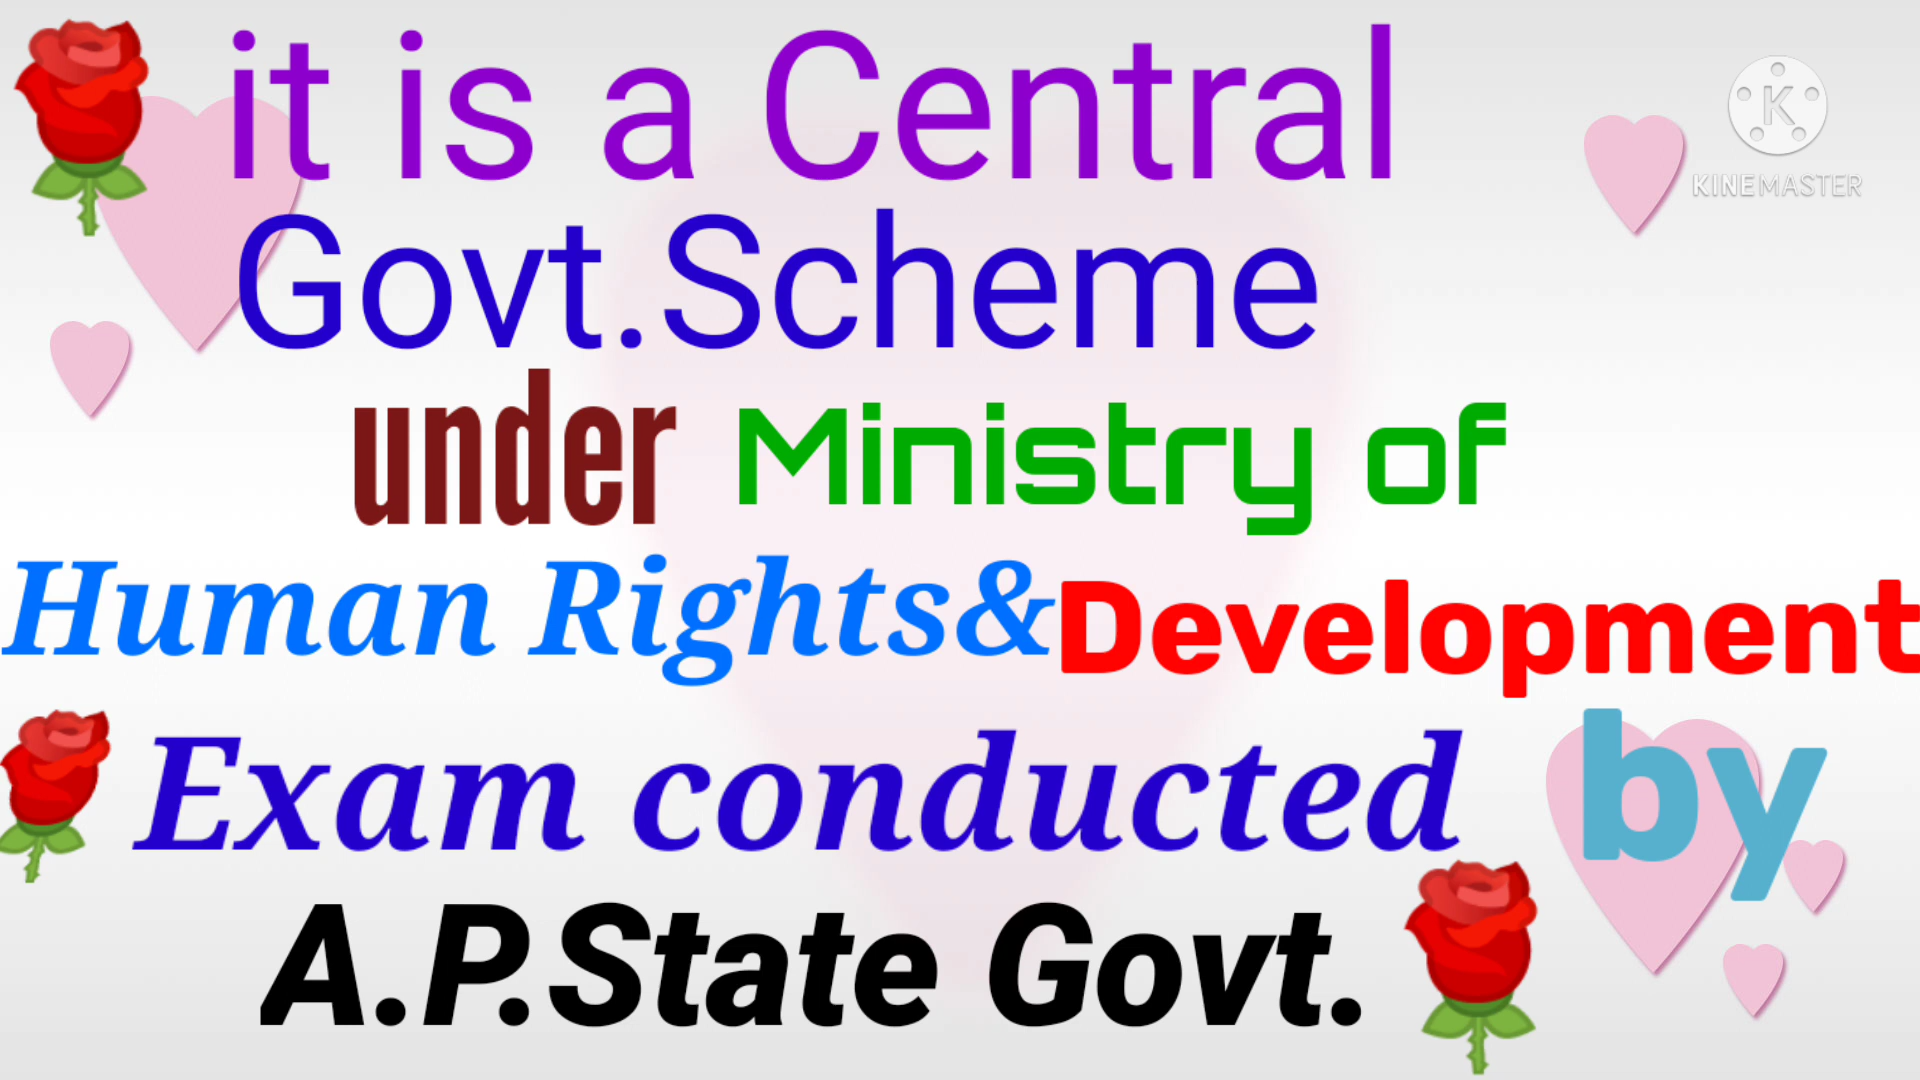 it is a Central
KINEMASTER
Govt.Scheme
under Ministry of
Human Rights&Development
Exam conducted by
A.P.State Govt.